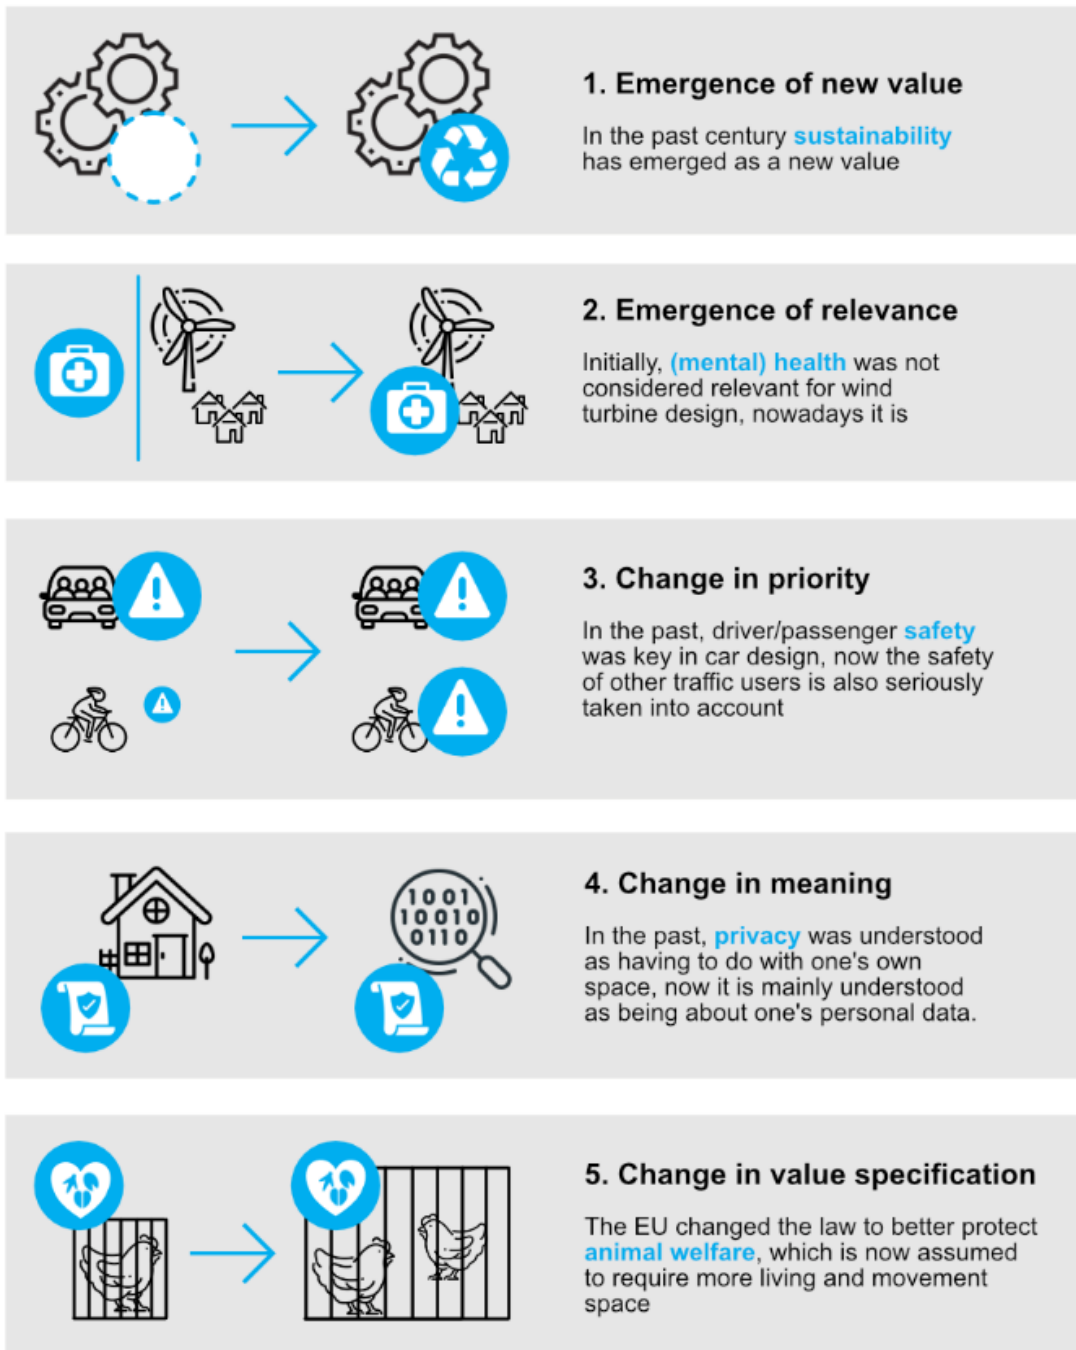 1. Emergence of new value
In the past century sustainability
has emerged as a new value
2. Emergence of relevance
Initially, (mental) health was not
considered relevant for wind
turbine design, nowadays it is
3. Change in priority
In the past, driver/passenger safety
was key in car design, now the safety
of other traffic users is also seriously
taken into account
1001
10010
0110
4. Change in meaning
In the past, privacy was understood
as having to do with one's own
space, now it is mainly understood
as being about one's personal data.
5. Change in value specification
The EU changed the law to better protect
animal welfare, which is now assumed
to require more living and movement
space